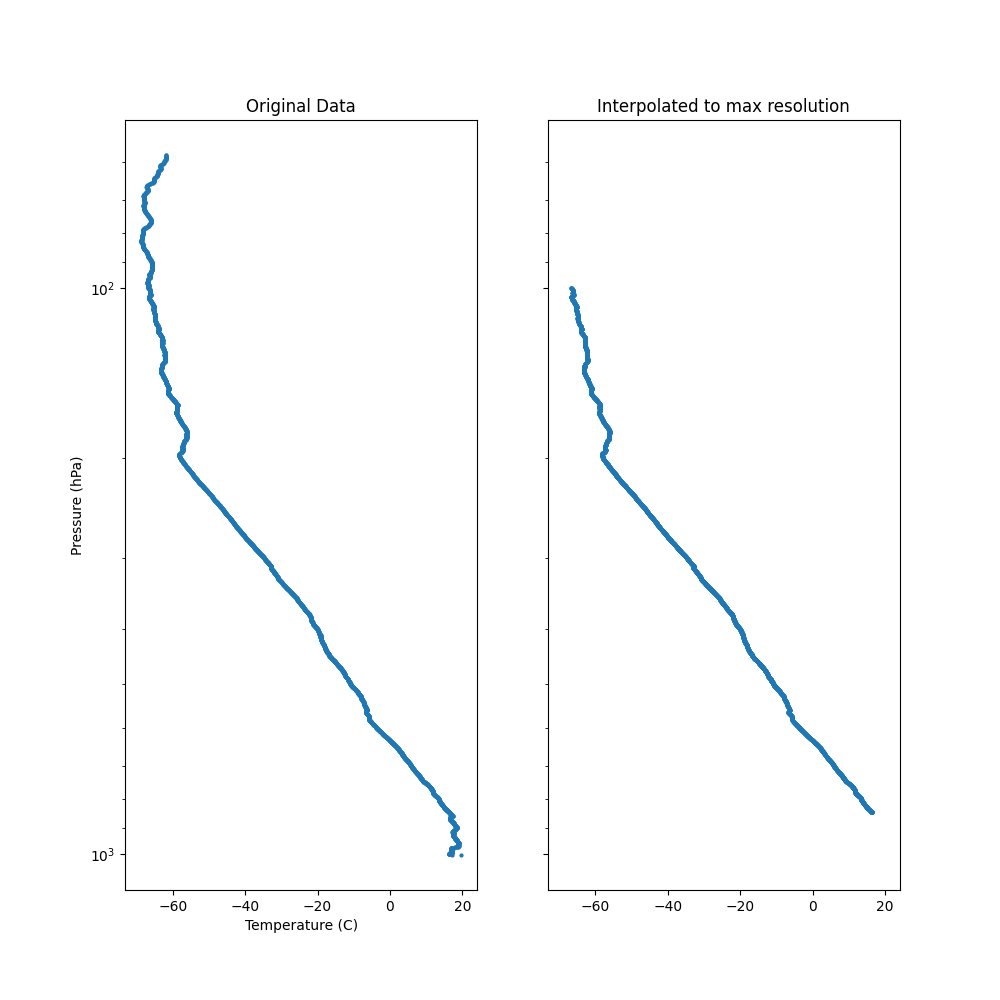 Original Data
Interpolated to max resolution
10²
10³
Pressure (hPa)
−60 −40 −20 0 20
−60 −40 −20 0 20
Temperature (C)